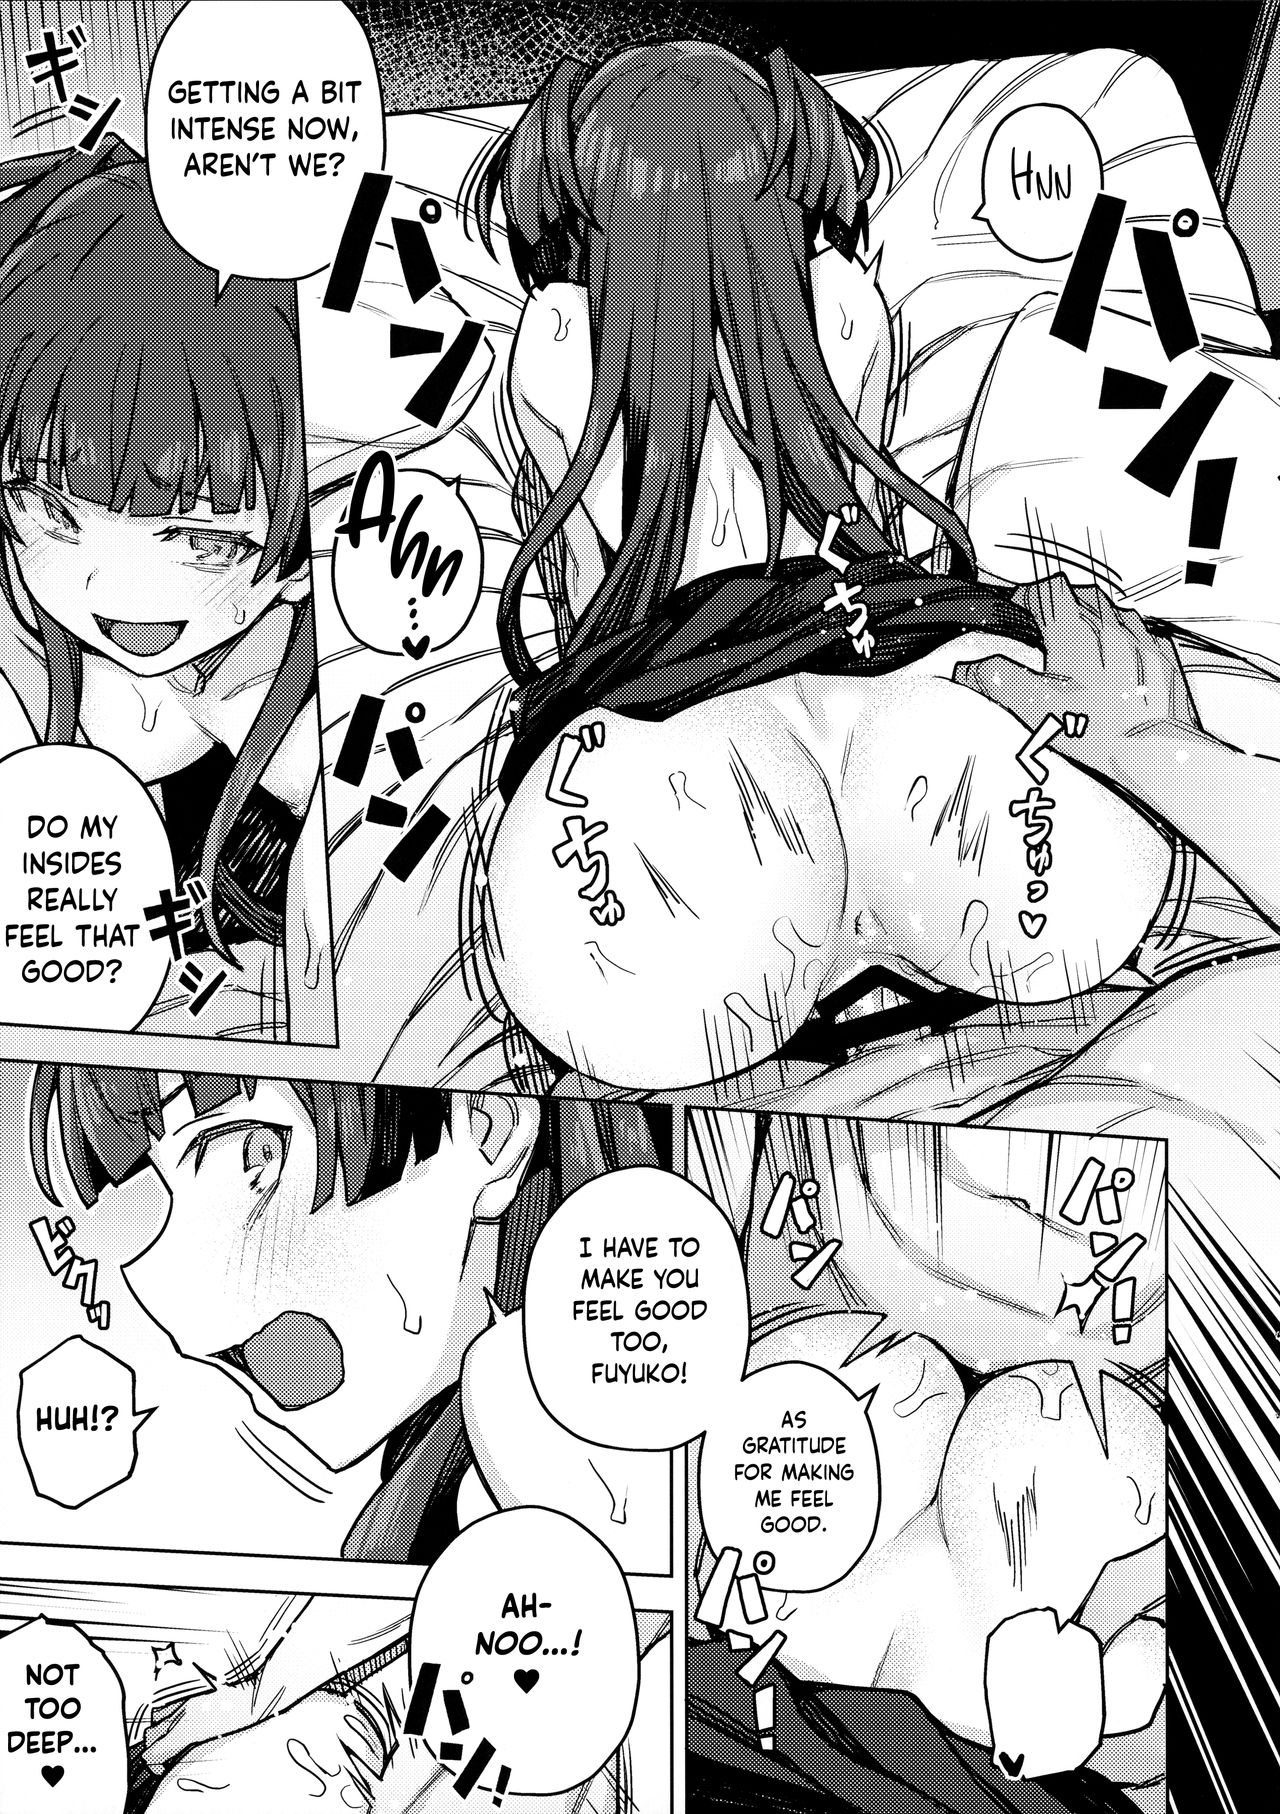 HNN
パン!
パン
GETTING A BIT
INTENSE NOW,
AREN'T WE?
ギシ
AHN
...♥
パン
ぐちゅ
ぐちゅ
ぐちゅっ♥
DO MY
INSIDES
REALLY
FEEL THAT
GOOD?
ギシ
パン!
パン!
I HAVE TO
MAKE YOU
FEEL GOOD
TOO,
FUYUKO!
AS
GRATITUDE
FOR MAKING
ME FEEL
GOOD.
パン!
♥
ビクッ
HUH!?
AH-
NOO...!
♥
パン!
NOT
TOO
DEEP...
♥